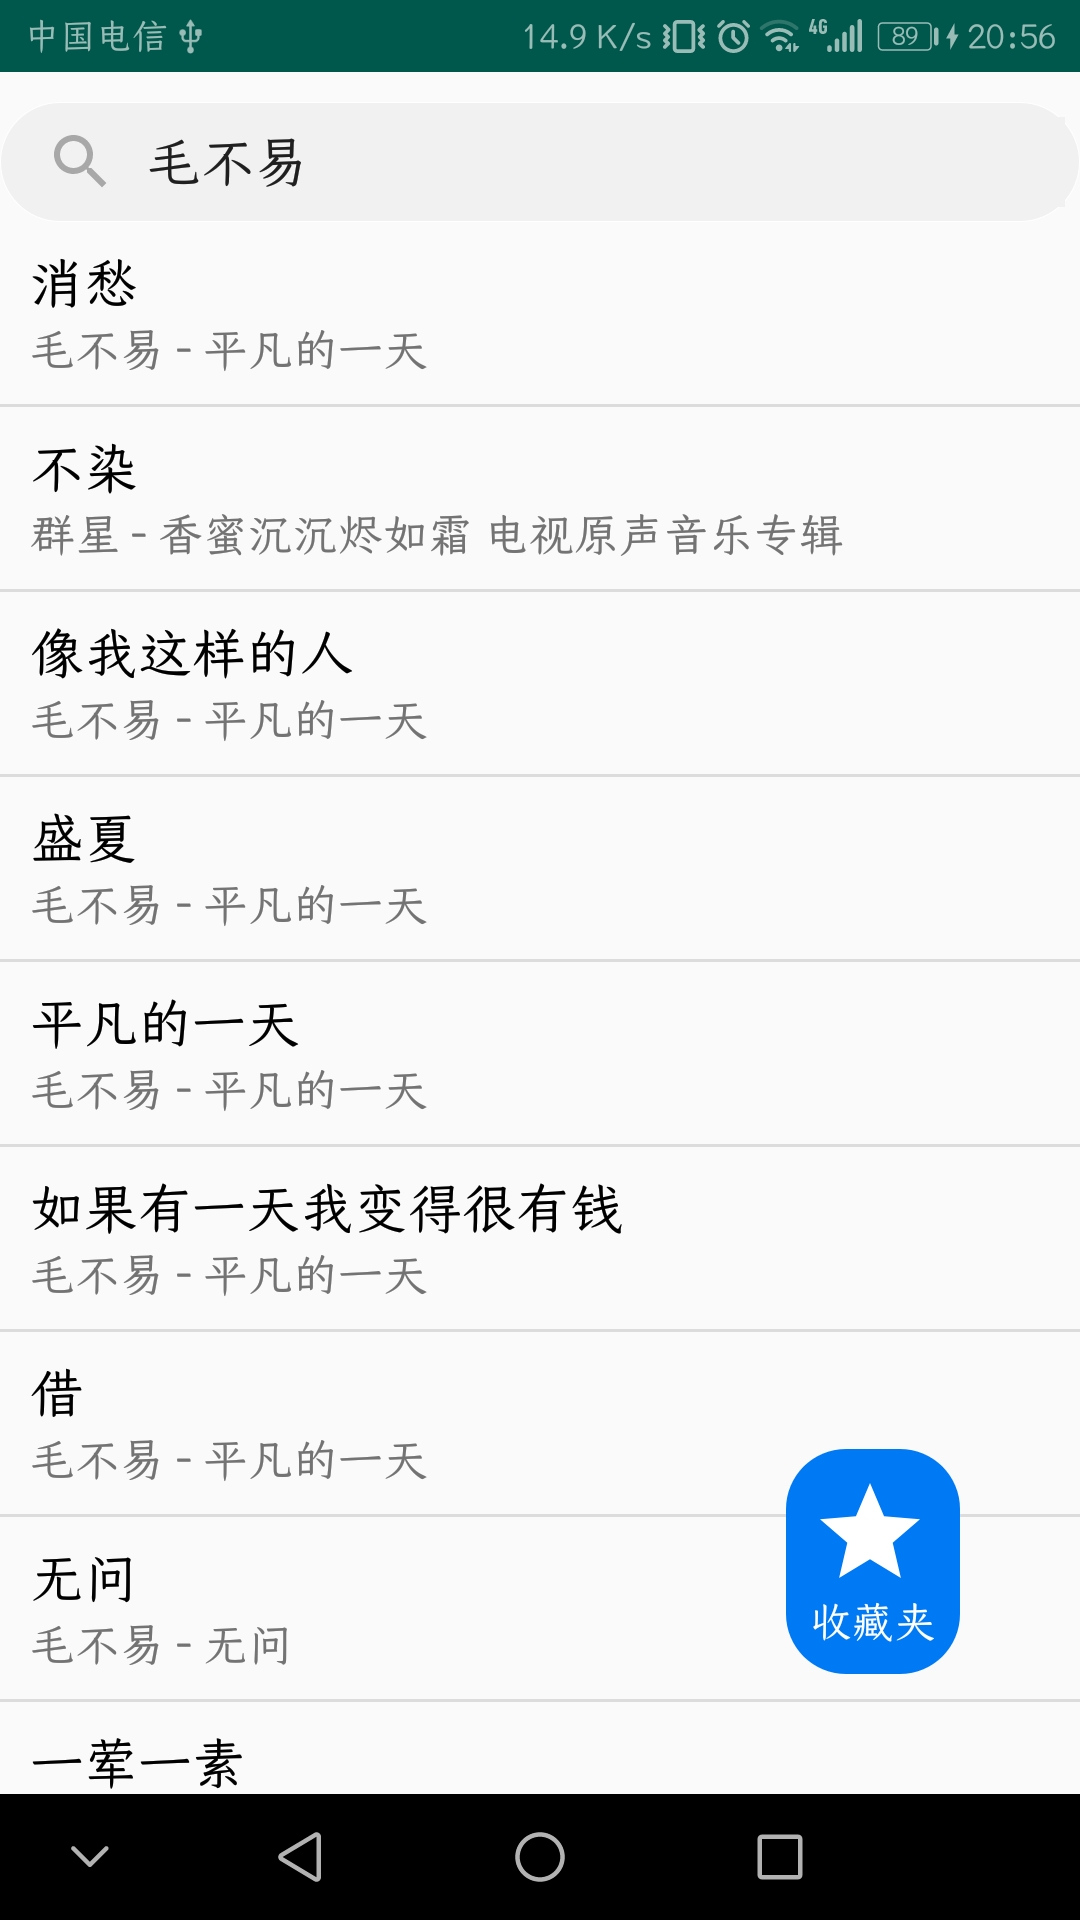 中国电信 14.9 K/s 4G 89 20:56
毛不易
消愁
毛不易 - 平凡的一天
不染
群星 - 香蜜沉沉烬如霜 电视原声音乐专辑
像我这样的人
毛不易 - 平凡的一天
盛夏
毛不易 - 平凡的一天
平凡的一天
毛不易 - 平凡的一天
如果有一天我变得很有钱
毛不易 - 平凡的一天
借
毛不易 - 平凡的一天
无问
毛不易 - 无问
收藏夹
一荤一素